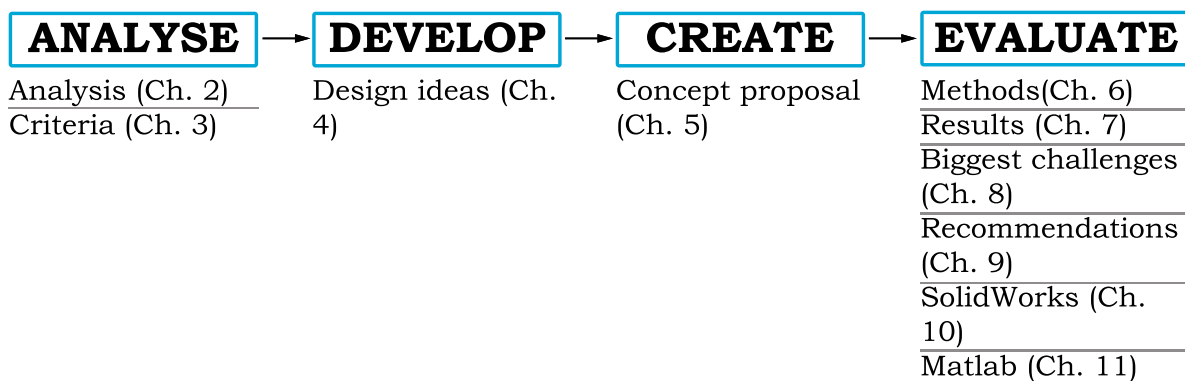 ANALYSE
Analysis (Ch. 2)
Criteria (Ch. 3)
DEVELOP
Design ideas (Ch.
4)
CREATE
Concept proposal
(Ch. 5)
EVALUATE
Methods(Ch. 6)
Results (Ch. 7)
Biggest challenges
(Ch. 8)
Recommendations
(Ch. 9)
SolidWorks (Ch.
10)
Matlab (Ch. 11)